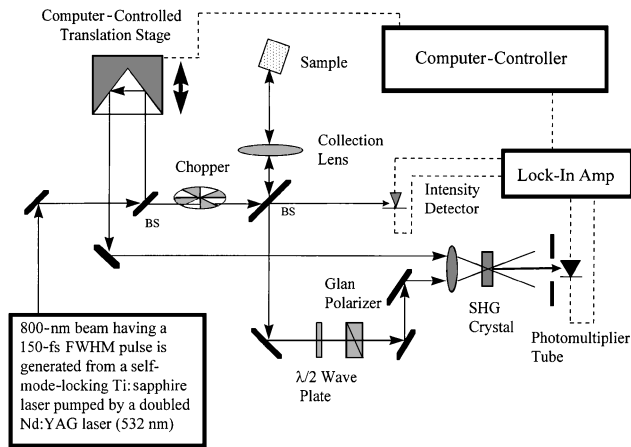 Computer-Controlled
Translation Stage
Sample
Computer-Controller
Collection
Lens
Chopper
Lock-In Amp
Intensity
Detector
BS
BS
Glan
Polarizer
SHG
Crystal
Photomultiplier
Tube
λ/2 Wave
Plate
800-nm beam having a
150-fs FWHM pulse is
generated from a self-
mode-locking Ti:sapphire
laser pumped by a doubled
Nd:YAG laser (532 nm)